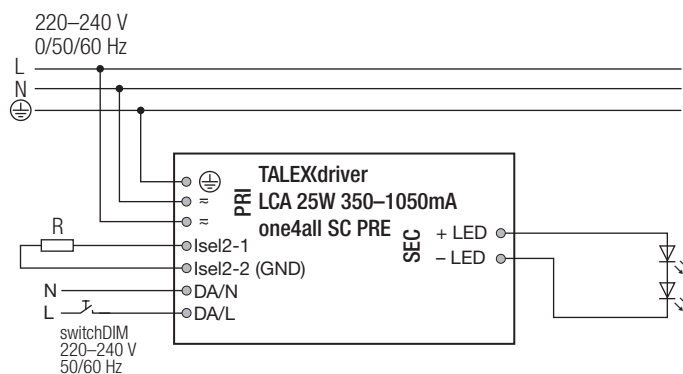 220–240 V
0/50/60 Hz
L
N
TALEXXdriver
LCA 25W 350–1050mA
one4all SC PRE
PRI
SEC
≂
≂
R
Isel2-1
Isel2-2 (GND)
+ LED
– LED
N
DA/N
L
DA/L
switchDIM
220–240 V
50/60 Hz